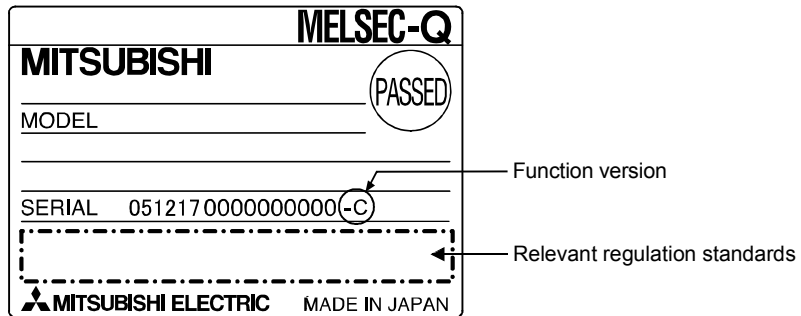 MELSEC-Q
MITSUBISHI
PASSED
MODEL
Function version
SERIAL 0512170000000000-C
Relevant regulation standards
MITSUBISHI ELECTRIC MADE IN JAPAN